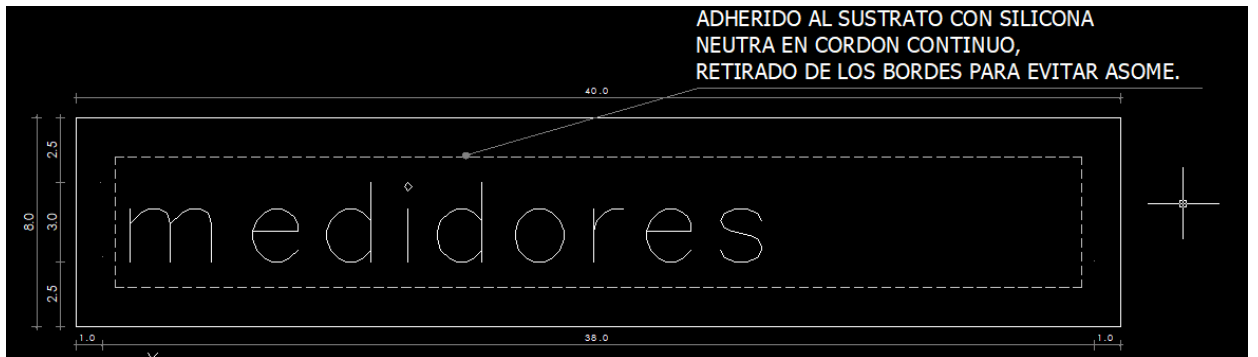 ADHERIDO AL SUSTRATO CON SILICONA
NEUTRA EN CORDON CONTINUO,
RETIRADO DE LOS BORDES PARA EVITAR ASOME.
40.0
2.5
8.0
3.0
medidores
2.5
1.0
38.0
1.0